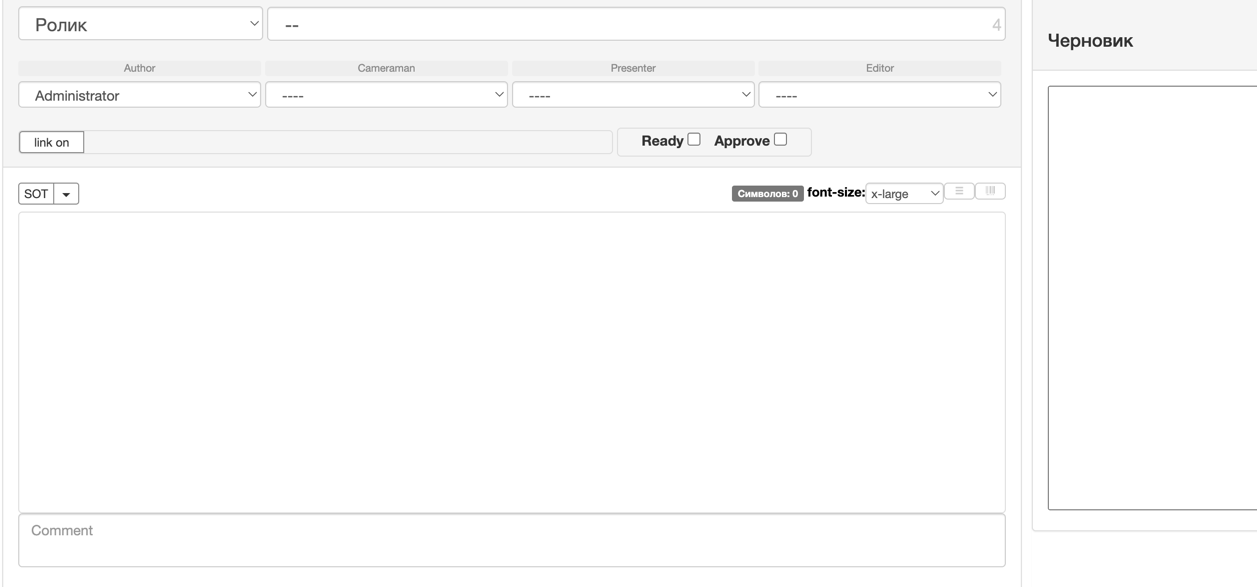 Ролик
--
4
Черновик
Author Cameraman Presenter Editor
Administrator ---- ---- ----
link on
Ready Approve
SOT
Символов: 0 font-size: x-large
Comment